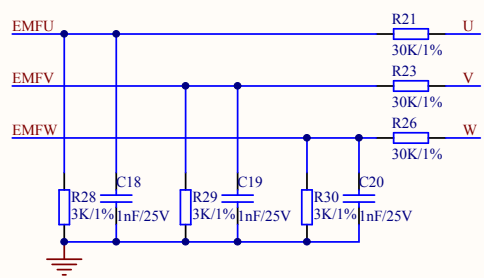 R21
EMFU
U
30K/1%
R23
EMFV
V
30K/1%
R26
EMFW
W
30K/1%
C18
C19
C20
R28
R29
R30
3K/1%
3K/1%
3K/1%
1nF/25V
1nF/25V
1nF/25V